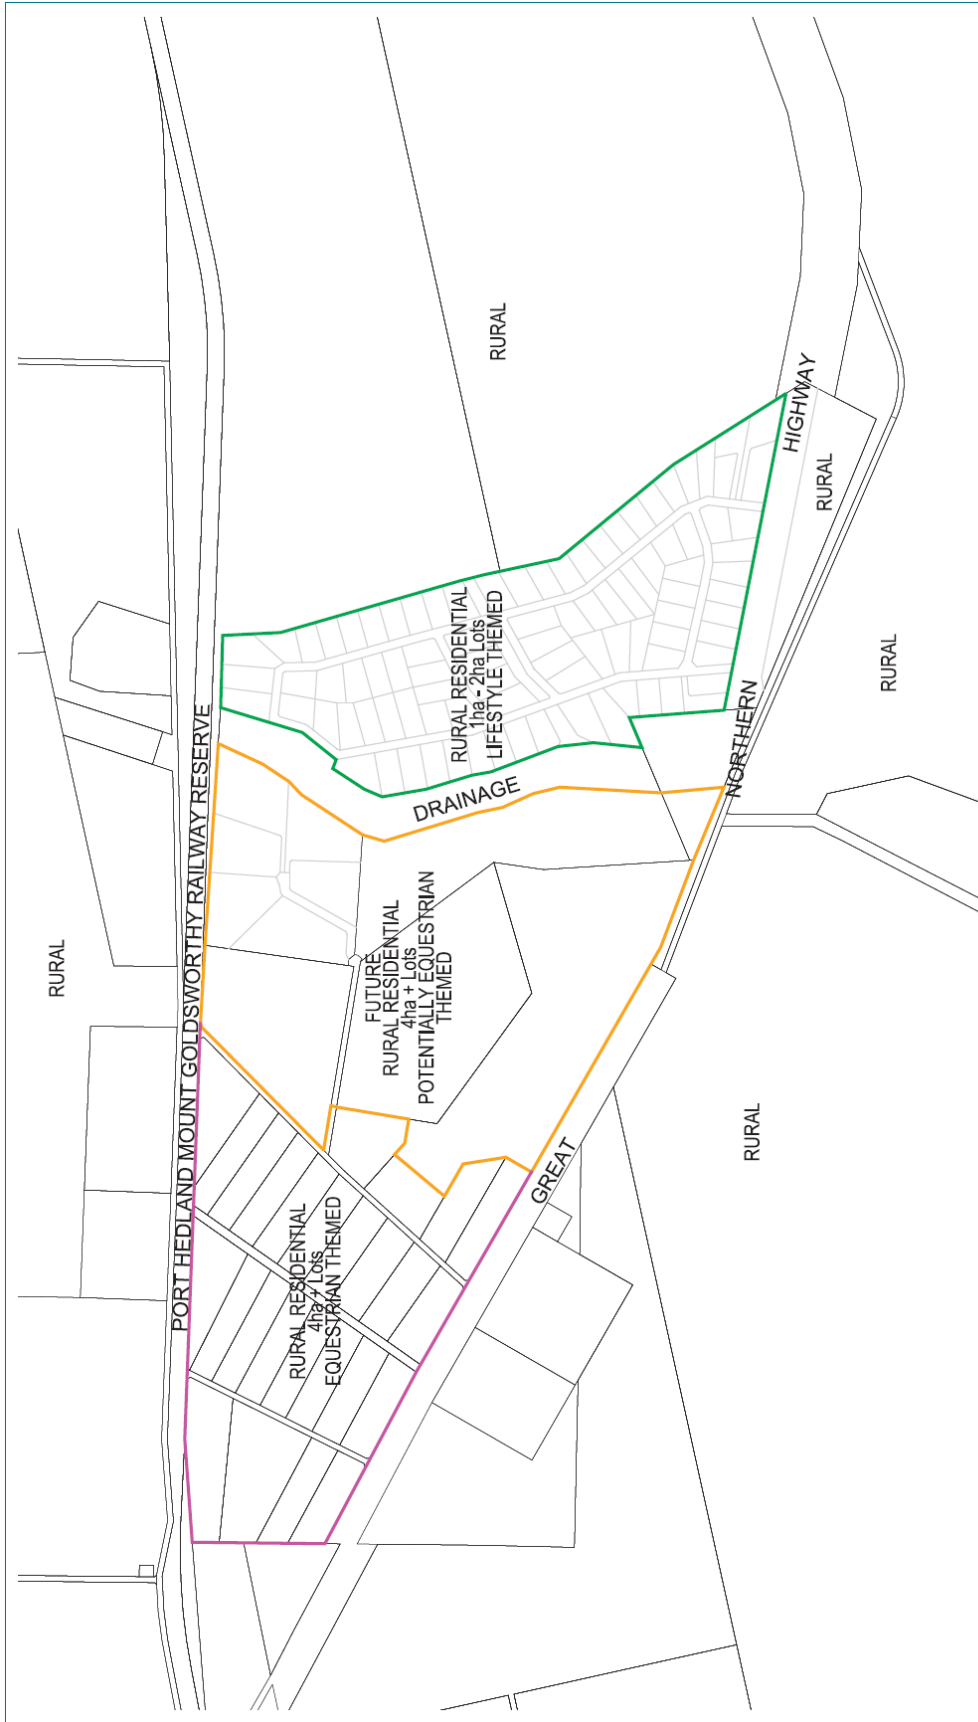 RURAL
HIGHWAY
RURAL
RURAL RESIDENTIAL
1ha - 2ha Lots
LIFESTYLE THEMED
RURAL
NORTHERN
DRAINAGE
PORT HEDLAND MOUNT GOLDSWORTHY RAILWAY RESERVE
RURAL
FUTURE
RURAL RESIDENTIAL
4ha + Lots
POTENTIALLY EQUESTRIAN
THEMED
RURAL
GREAT
RURAL RESIDENTIAL
4ha + Lots
EQUESTRIAN THEMED